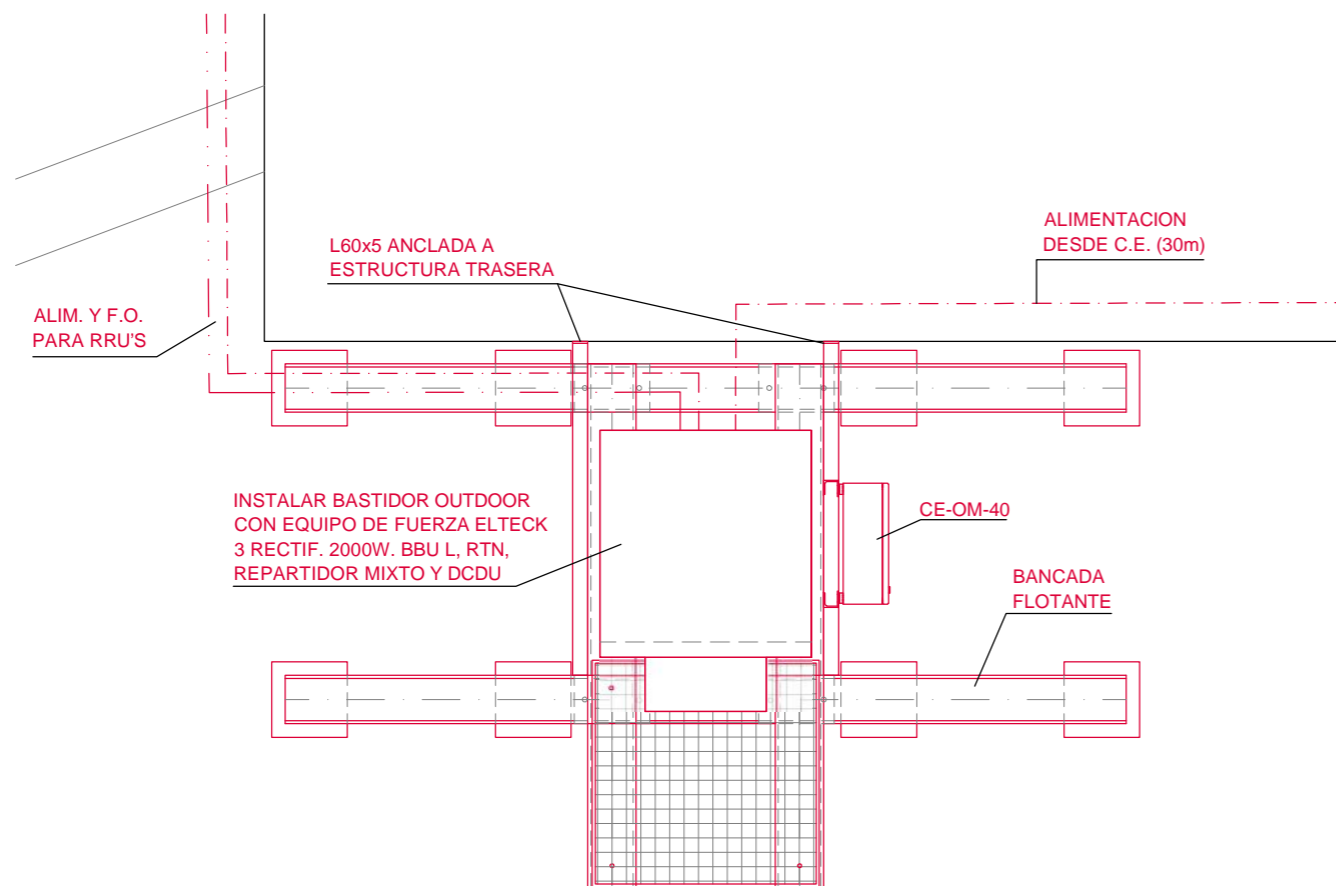 ALIMENTACION
DESDE C.E. (30m)
L60x5 ANCLADA A
ESTRUCTURA TRASERA
ALIM. Y F.O.
PARA RRU'S
INSTALAR BASTIDOR OUTDOOR
CON EQUIPO DE FUERZA ELTECK
3 RECTIF. 2000W. BBU L, RTN,
REPARTIDOR MIXTO Y DCDU
CE-OM-40
BANCADA
FLOTANTE